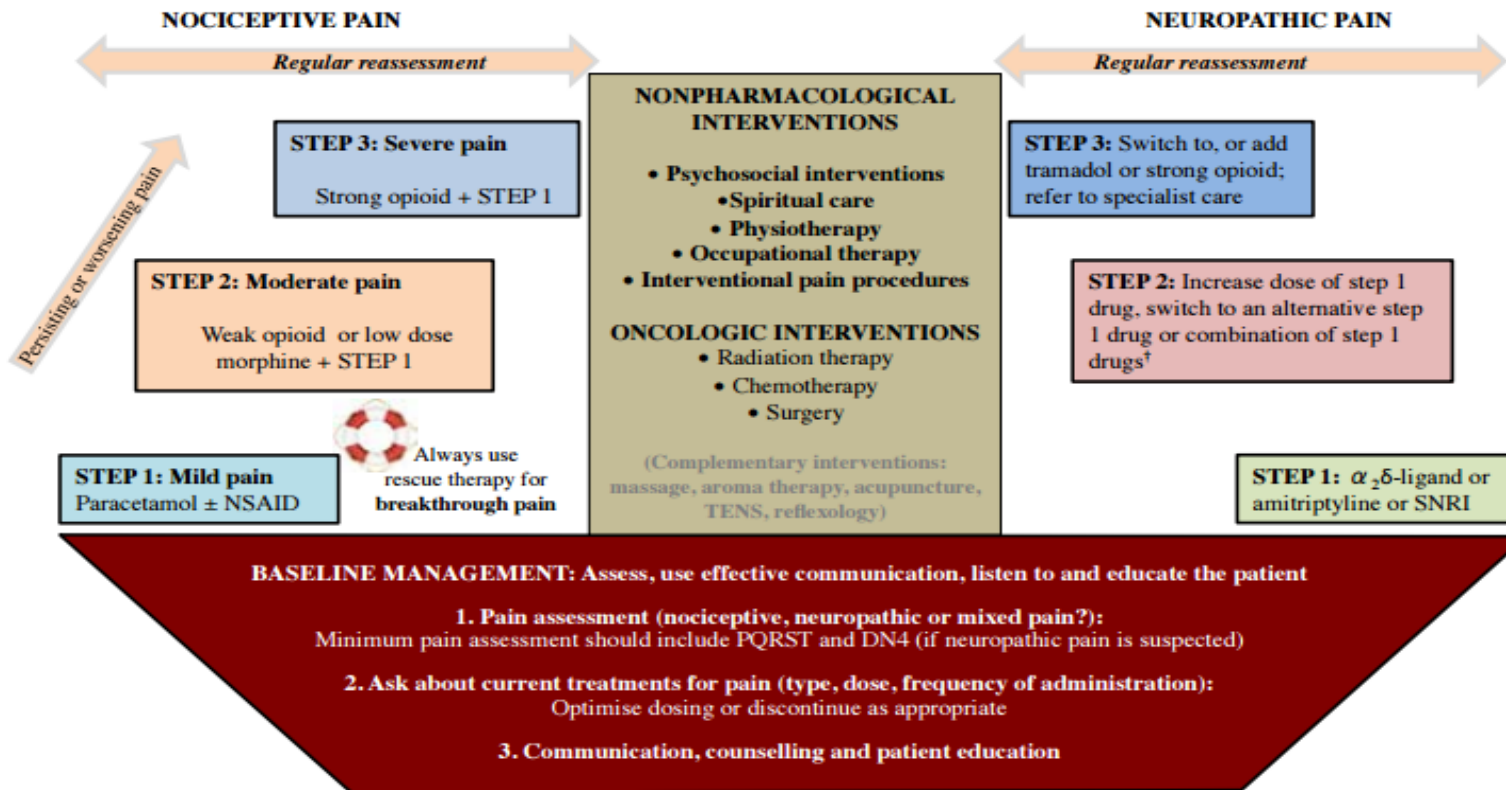 NOCICEPTIVE PAIN
Regular reassessment
Persisting or worsening pain
STEP 3: Severe pain
Strong opioid + STEP 1
STEP 2: Moderate pain
Weak opioid or low dose
morphine + STEP 1
STEP 1: Mild pain
Paracetamol ± NSAID
Always use
rescue therapy for
breakthrough pain
NONPHARMACOLOGICAL
INTERVENTIONS
• Psychosocial interventions
•Spiritual care
• Physiotherapy
• Occupational therapy
• Interventional pain procedures
ONCOLOGIC INTERVENTIONS
• Radiation therapy
• Chemotherapy
• Surgery
(Complementary interventions:
massage, aroma therapy, acupuncture,
TENS, reflexology)
NEUROPATHIC PAIN
Regular reassessment
STEP 3: Switch to, or add
tramadol or strong opioid;
refer to specialist care
STEP 2: Increase dose of step 1
drug, switch to an alternative step
1 drug or combination of step 1
drugs†
STEP 1: α₂δ-ligand or
amitriptyline or SNRI
BASELINE MANAGEMENT: Assess, use effective communication, listen to and educate the patient
1. Pain assessment (nociceptive, neuropathic or mixed pain?):
Minimum pain assessment should include PQRST and DN4 (if neuropathic pain is suspected)
2. Ask about current treatments for pain (type, dose, frequency of administration):
Optimise dosing or discontinue as appropriate
3. Communication, counselling and patient education